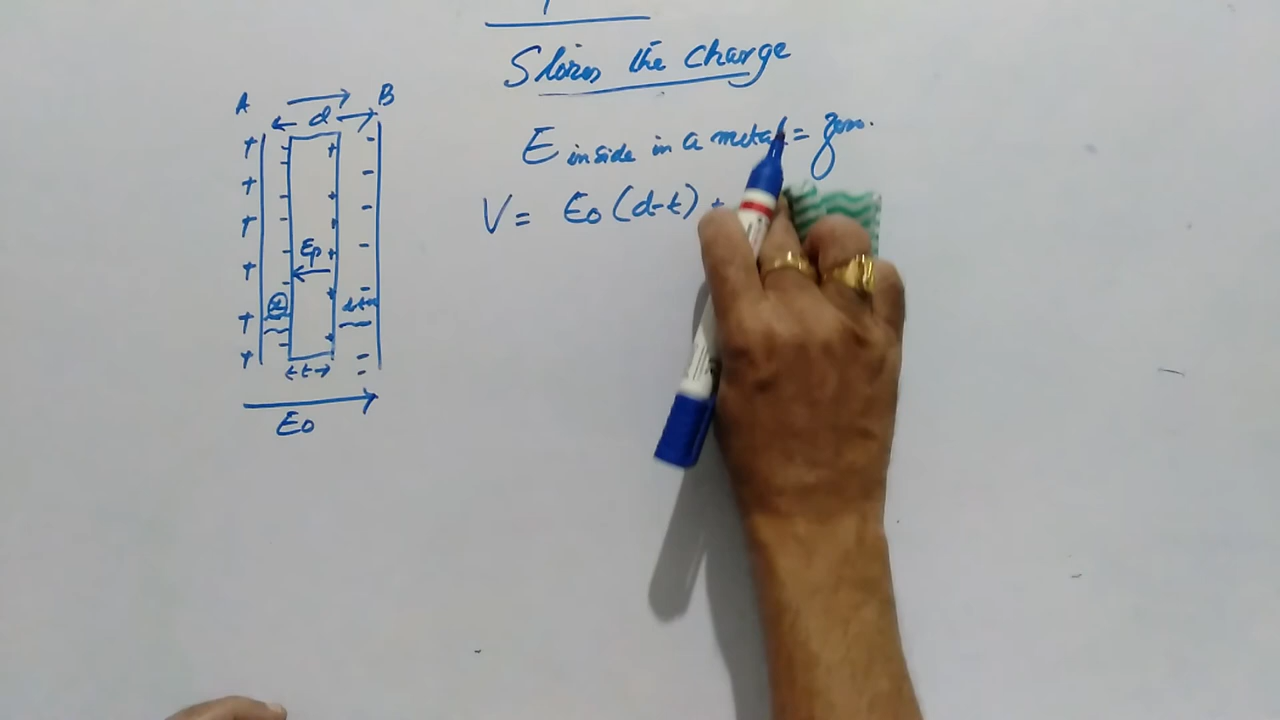 Stores the charge
A B
d
E inside in a metal = zero.
V = E0 (d-t) +
Ep
t
E0